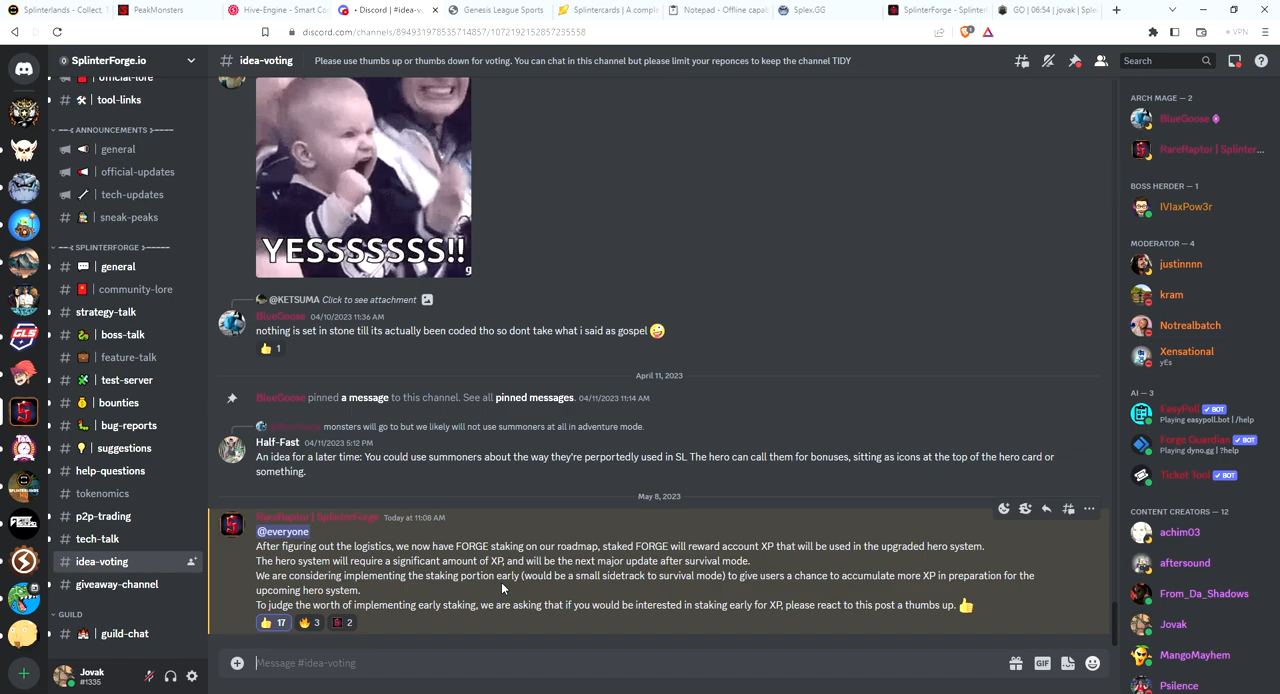 Splinterlands - Collect, T
PeakMonsters
Hive-Engine - Smart Co
• Discord | #idea-v
Genesis League Sports
Splintercards | A comple
Notepad - Offline capab
Splex.GG
SplinterForge - Splinter
GO | 06:54 | jovak | Sple
discord.com/channels/894931978535714857/1072192152857235558
VPN
SplinterForge.io
idea-voting
Please use thumbs up or thumbs down for voting. You can chat in this channel but please limit your reponces to keep the channel TIDY
Search
official-lore
tool-links
ANNOUNCEMENTS
general
official-updates
tech-updates
sneak-peaks
SPLINTERFORGE
general
community-lore
strategy-talk
boss-talk
feature-talk
test-server
bounties
bug-reports
suggestions
help-questions
tokenomics
p2p-trading
tech-talk
idea-voting
giveaway-channel
GUILD
guild-chat
Jovak
#1335
YESSSSSSS!!
g
@KETSUMA Click to see attachment
BlueGoose 04/10/2023 11:36 AM
nothing is set in stone till its actually been coded tho so dont take what i said as gospel
1
April 11, 2023
BlueGoose pinned a message to this channel. See all pinned messages. 04/11/2023 11:14 AM
monsters will go to but we likely will not use summoners at all in adventure mode.
Half-Fast 04/11/2023 5:12 PM
An idea for a later time: You could use summoners about the way they're perportedly used in SL The hero can call them for bonuses, sitting as icons at the top of the hero card or
something.
May 8, 2023
RareRaptor | SplinterForge Today at 11:08 AM
@everyone
After figuring out the logistics, we now have FORGE staking on our roadmap, staked FORGE will reward account XP that will be used in the upgraded hero system.
The hero system will require a significant amount of XP, and will be the next major update after survival mode.
We are considering implementing the staking portion early (would be a small sidetrack to survival mode) to give users a chance to accumulate more XP in preparation for the
upcoming hero system.
To judge the worth of implementing early staking, we are asking that if you would be interested in staking early for XP, please react to this post a thumbs up.
17 3 2
Message #idea-voting
GIF
ARCH MAGE — 2
BlueGoose
RareRaptor | Splinter...
BOSS HERDER — 1
IVIaxPow3r
MODERATOR — 4
justinnnn
kram
Notrealbatch
Xensational
yEs
AI — 3
EasyPoll BOT
Playing easypoll.bot | /help
Forge Guardian BOT
Playing dyno.gg | ?help
Ticket Tool BOT
CONTENT CREATORS — 12
achim03
aftersound
From_Da_Shadows
Jovak
MangoMayhem
Psilence